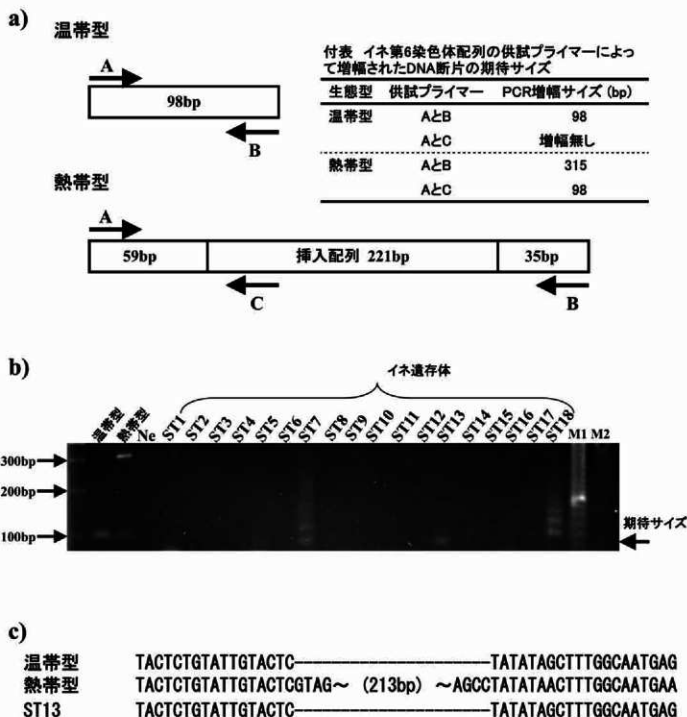 a)
温帯型
A
98bp
B
付表 イネ第6染色体配列の供試プライマーによっ
て増幅されたDNA断片の期待サイズ
生態型 供試プライマー PCR増幅サイズ (bp)
温帯型 AとB 98
AとC 増幅無し
熱帯型 AとB 315
AとC 98
熱帯型
A
59bp 挿入配列 221bp 35bp
C B
b)
イネ遺存体
温帯型 熱帯型 Ne ST1 ST2 ST3 ST4 ST5 ST6 ST7 ST8 ST9 ST10 ST11 ST12 ST13 ST14 ST15 ST16 ST17 ST18 M1 M2
300bp
200bp
100bp
期待サイズ
c)
温帯型 TACTCTGTATTGTACTC--------------------TATATAGCTTTGGCAATGAG
熱帯型 TACTCTGTATTGTACTCGTAG~ (213bp) ~AGCCTATATAACTTTGGCAATGAA
ST13 TACTCTGTATTGTACTC--------------------TATATAGCTTTGGCAATGAG